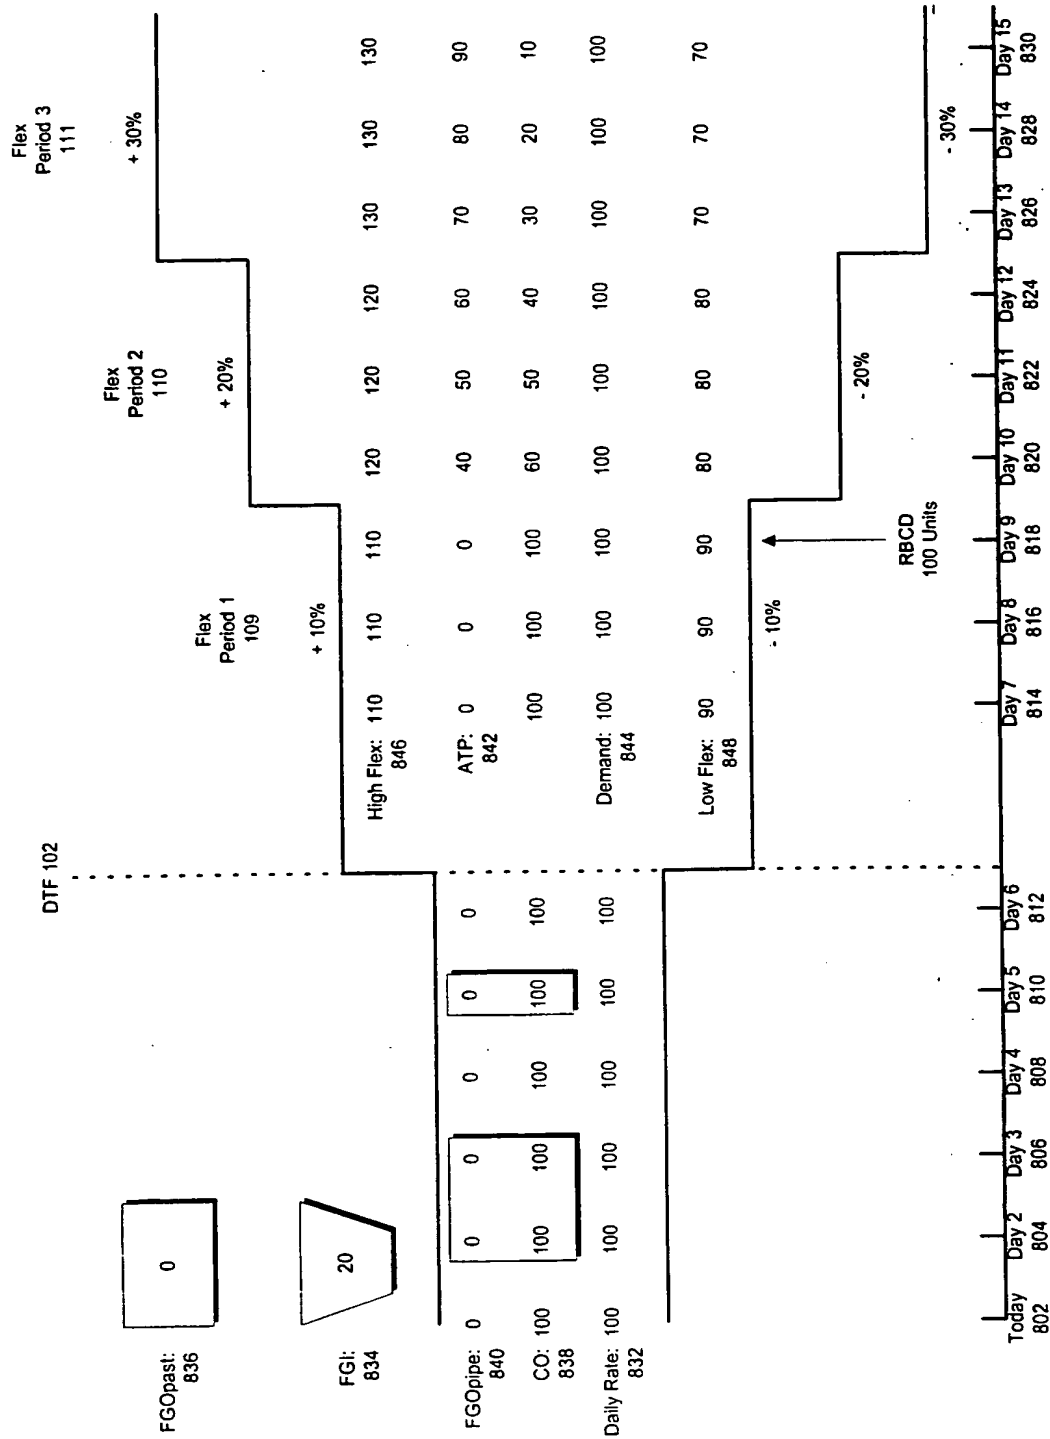 Flex
Period 3
111
+ 30%
Flex
Period 2
110
+ 20%
Flex
Period 1
109
+ 10%
DTF 102
FGOpast:
836
0
FGI:
834
20
High Flex: 110 110 110 120 120 120 130 130 130
846
FGOpipe: 0 0 0 0 0 0
840
ATP: 0 0 0 40 50 60 70 80 90
842
CO: 100 100 100 100 100 100 100 100 100 60 50 40 30 20 10
838
Daily Rate: 100 100 100 100 100 100
832
Demand: 100 100 100 100 100 100 100 100 100
844
Low Flex: 90 90 90 80 80 80 70 70 70
848
- 10%
- 20%
- 30%
RBCD
100 Units
Today Day 2 Day 3 Day 4 Day 5 Day 6 Day 7 Day 8 Day 9 Day 10 Day 11 Day 12 Day 13 Day 14 Day 15
802 804 806 808 810 812 814 816 818 820 822 824 826 828 830